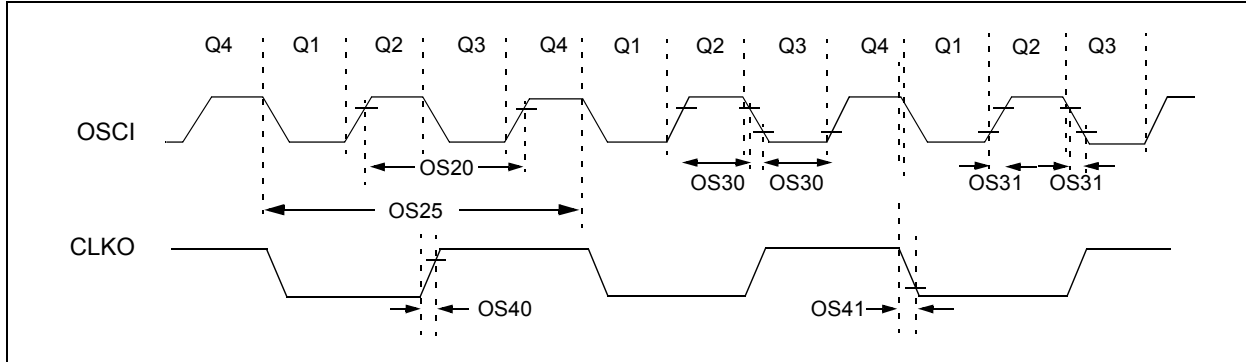 Q4 Q1 Q2 Q3 Q4 Q1 Q2 Q3 Q4 Q1 Q2 Q3
OSCI
OS20 OS30 OS30 OS31 OS31
OS25
CLKO
OS40 OS41